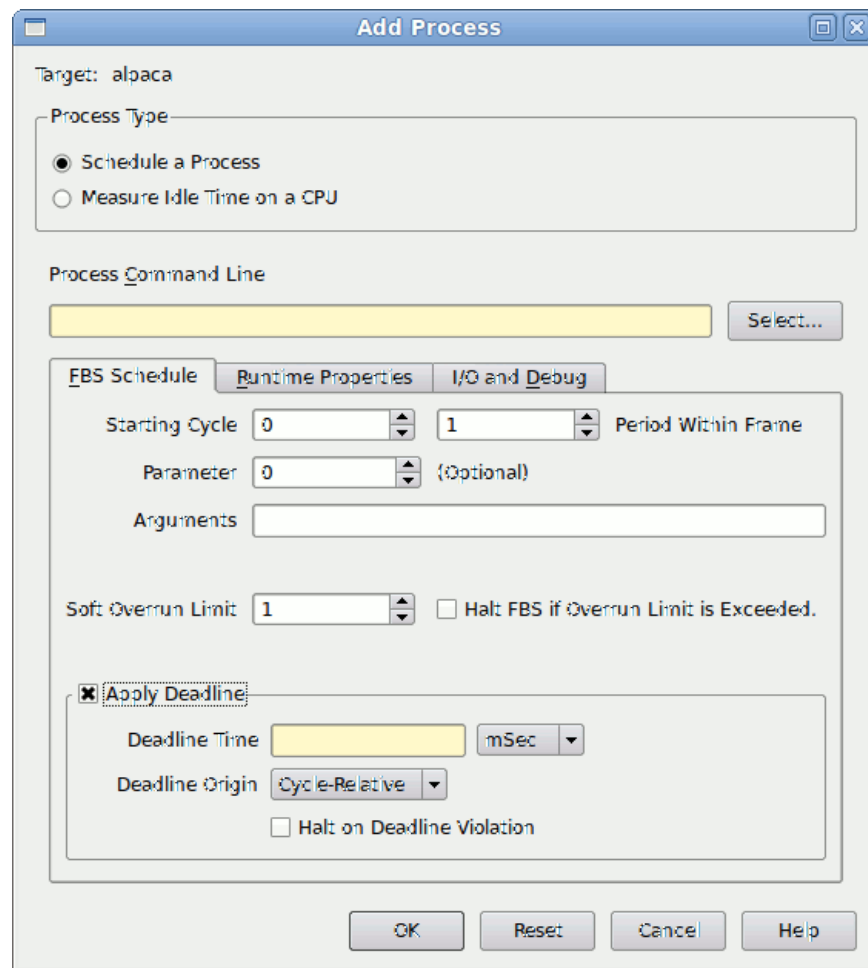 Add Process
Target: alpaca
Process Type
Schedule a Process
Measure Idle Time on a CPU
Process Command Line
Select...
FBS Schedule Runtime Properties I/O and Debug
Starting Cycle 0 1 Period Within Frame
Parameter 0 (Optional)
Arguments
Soft Overrun Limit 1 Halt FBS if Overrun Limit is Exceeded.
Apply Deadline
Deadline Time mSec
Deadline Origin Cycle-Relative
Halt on Deadline Violation
OK Reset Cancel Help